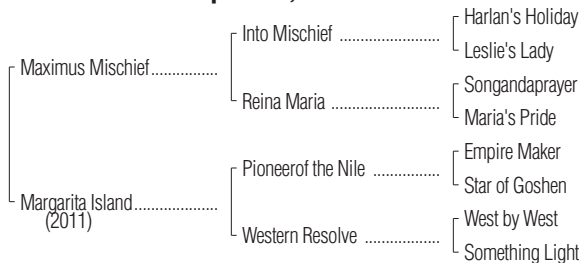 Harlan's Holiday
Into Mischief ....................
Leslie's Lady
Maximus Mischief................
Songandaprayer
Reina Maria ......................
Maria's Pride
Empire Maker
Pioneerof the Nile ................
Star of Goshen
Margarita Island....................
(2011)
West by West
Western Resolve ..................
Something Light